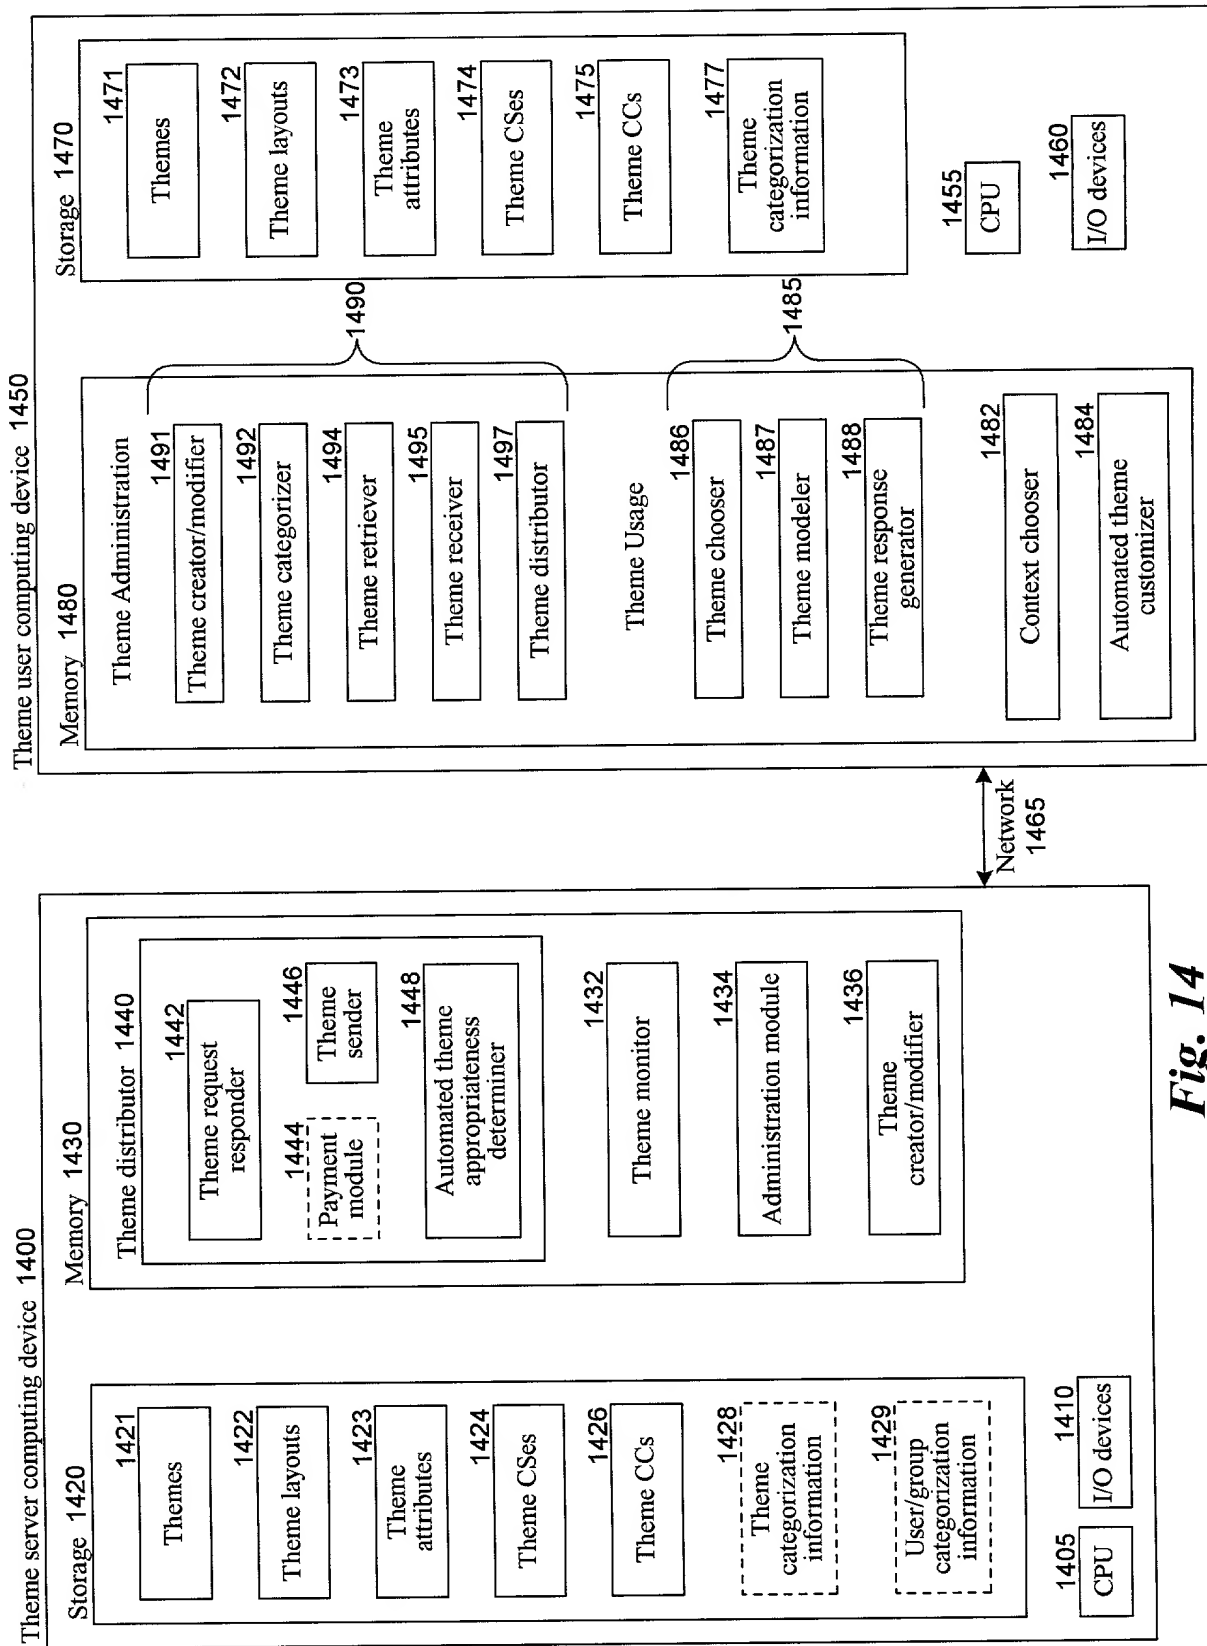 Theme server computing device 1400
Storage 1420
1421
Themes
1422
Theme layouts
1423
Theme
attributes
1424
Theme CSes
1426
Theme CCs
1428
Theme
categorization
information
1429
User/group
categorization
information
1405
CPU
1410
I/O devices
Memory 1430
Theme distributor 1440
1442
Theme request
responder
1444
Payment
module
1446
Theme
sender
1448
Automated theme
appropriateness
determiner
1432
Theme monitor
1434
Administration module
1436
Theme
creator/modifier
Network
1465
Theme user computing device 1450
Memory 1480
Theme Administration
1491
Theme creator/modifier
1492
Theme categorizer
1494
Theme retriever
1495
Theme receiver
1497
Theme distributor
1490
Theme Usage
1486
Theme chooser
1487
Theme modeler
1488
Theme response
generator
1485
1482
Context chooser
1484
Automated theme
customizer
Storage 1470
1471
Themes
1472
Theme layouts
1473
Theme
attributes
1474
Theme CSes
1475
Theme CCs
1477
Theme
categorization
information
1455
CPU
1460
I/O devices
Fig. 14